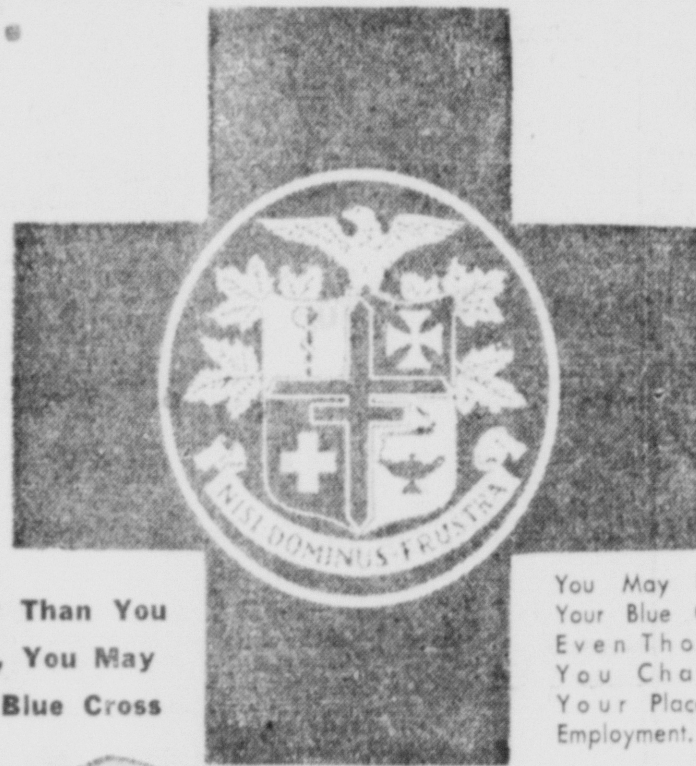 NISI DOMINUS FRUSTRA
Than You
You May
Blue Cross
You May
Your Blue
Even Tho
You Cha
Your Plac
Employment.